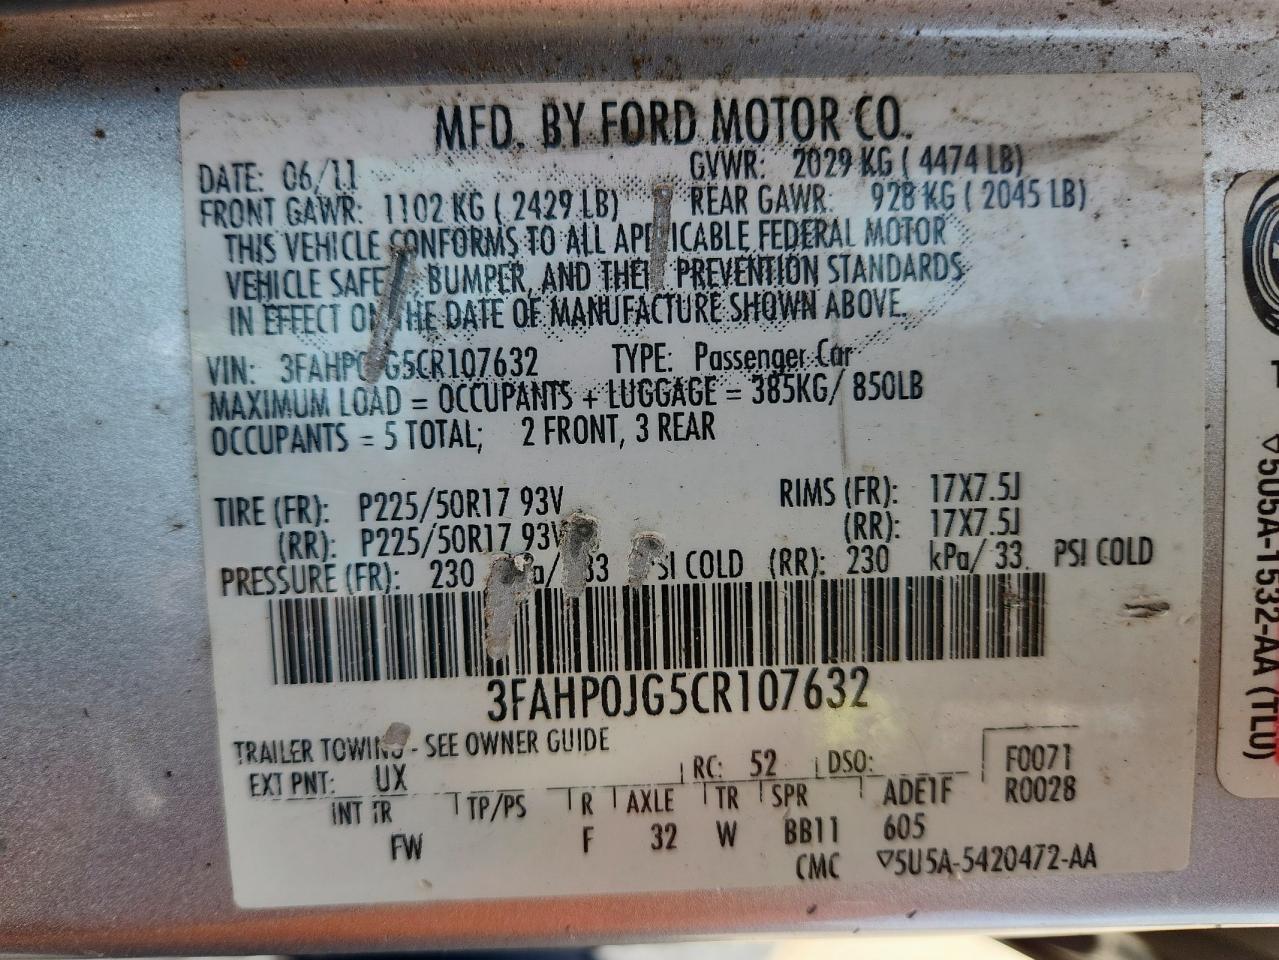 MFD. BY FORD MOTOR CO.
DATE: 06/11 GVWR: 2029 KG ( 4474 LB)
FRONT GAWR: 1102 KG ( 2429 LB) REAR GAWR: 928 KG ( 2045 LB)
THIS VEHICLE CONFORMS TO ALL APPLICABLE FEDERAL MOTOR
VEHICLE BUMPER, AND THEFT PREVENTION STANDARDS
IN EFFECT ON THE DATE OF MANUFACTURE SHOWN ABOVE.
VIN: 3FAHP0JG5CR107632 TYPE: Passenger Car
MAXIMUM LOAD = OCCUPANTS + LUGGAGE = 385KG/ 850LB
OCCUPANTS = 5 TOTAL; 2 FRONT, 3 REAR
TIRE (FR): P225/50R17 93V RIMS (FR): 17X7.5J
(RR): P225/50R17 93V (RR): 17X7.5J
PRESSURE (FR): 230 kPa/ 33 PSI COLD (RR): 230 kPa/ 33 PSI COLD
3FAHP0JG5CR107632
TRAILER TOWING - SEE OWNER GUIDE
EXT PNT: UX RC: 52 DSO: F0071
INT TR TP/PS R AXLE TR SPR ADE1F R0028
FW F 32 W BB11 605
CMC ▽5U5A-5420472-AA
▽5U5A-1532-AA (TLU)